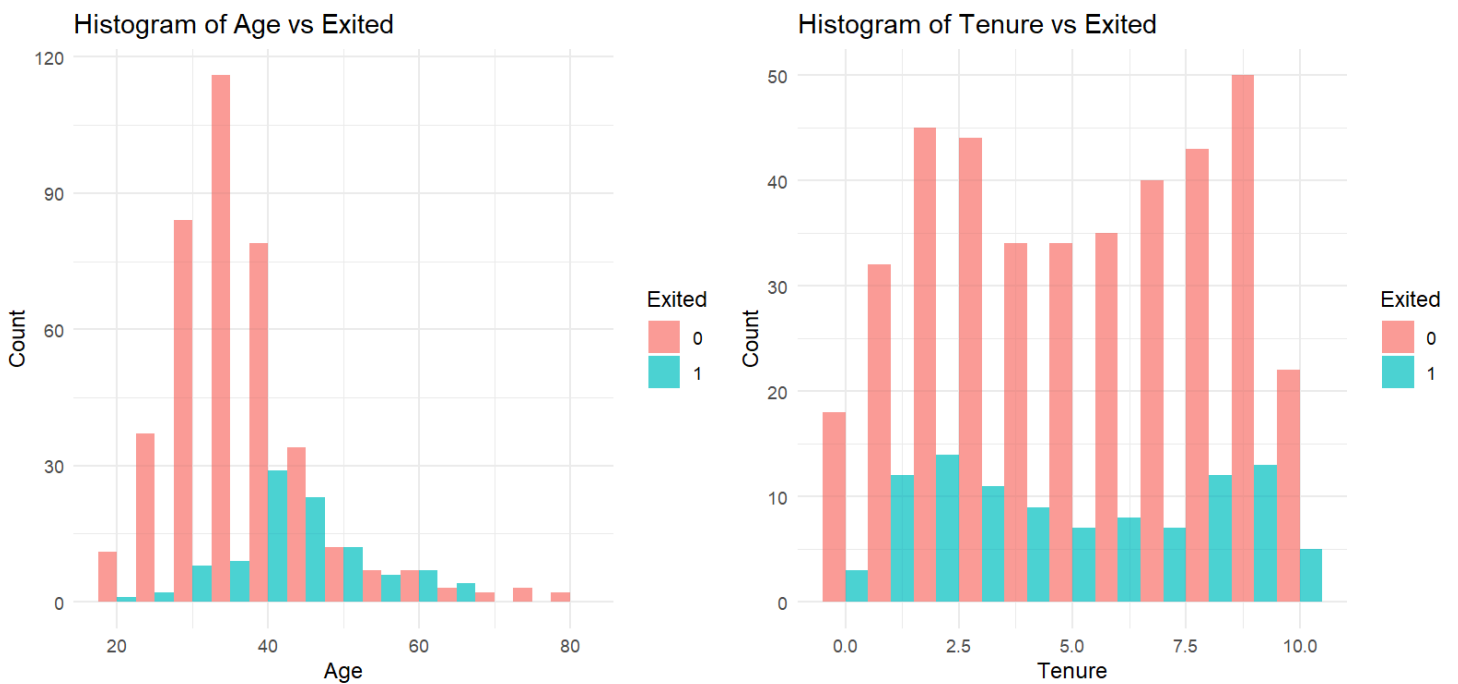 Histogram of Age vs Exited
120
90
60
30
0
Count
20 40 60 80
Age
Exited
0
1
Histogram of Tenure vs Exited
50
40
30
20
10
0
Count
0.0 2.5 5.0 7.5 10.0
Tenure
Exited
0
1